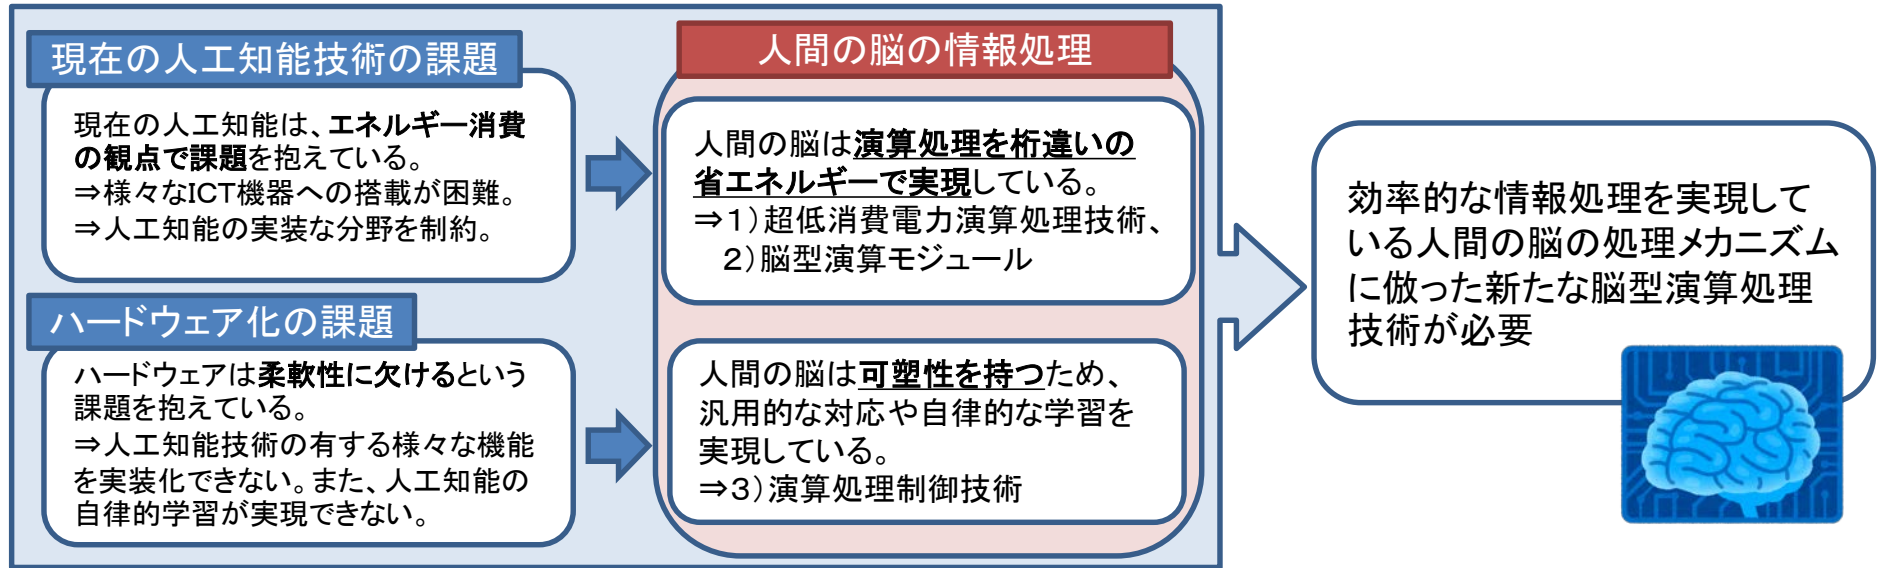 現在の人工知能技術の課題
現在の人工知能は、エネルギー消費
の観点で課題を抱えている。
⇒様々なICT機器への搭載が困難。
⇒人工知能の実装な分野を制約。
ハードウェア化の課題
ハードウェアは柔軟性に欠けるという
課題を抱えている。
⇒人工知能技術の有する様々な機能
を実装化できない。また、人工知能の
自律的学習が実現できない。
人間の脳の情報処理
人間の脳は演算処理を桁違いの
省エネルギーで実現している。
⇒1)超低消費電力演算処理技術、
2)脳型演算モジュール
人間の脳は可塑性を持つため、
汎用的な対応や自律的な学習を
実現している。
⇒3)演算処理制御技術
効率的な情報処理を実現して
いる人間の脳の処理メカニズム
に倣った新たな脳型演算処理
技術が必要